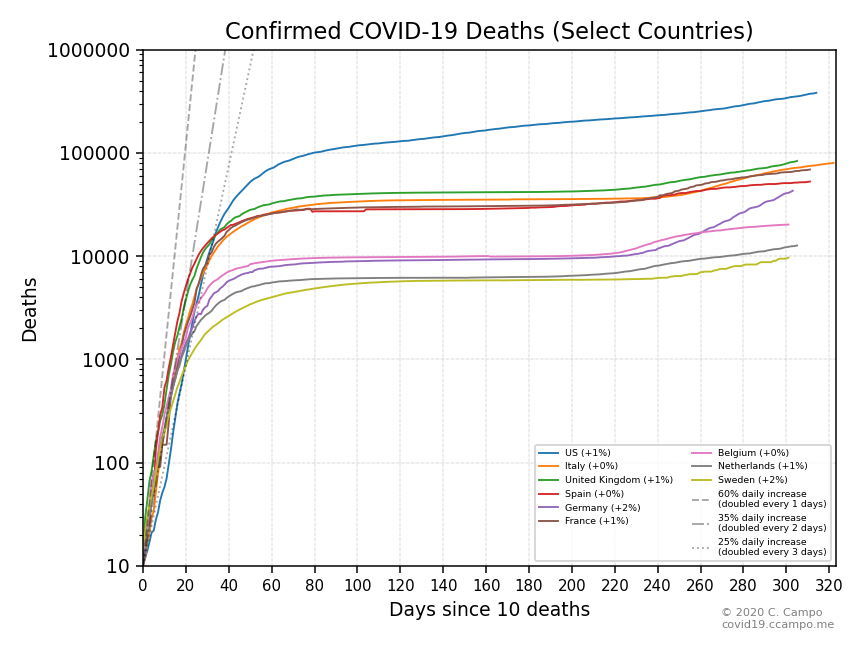 Confirmed COVID-19 Deaths (Select Countries)
1000000
100000
10000
1000
100
10
Deaths
0 20 40 60 80 100 120 140 160 180 200 220 240 260 280 300 320
Days since 10 deaths
US (+1%)
Italy (+0%)
United Kingdom (+1%)
Spain (+0%)
Germany (+2%)
France (+1%)
Belgium (+0%)
Netherlands (+1%)
Sweden (+2%)
60% daily increase
(doubled every 1 days)
35% daily increase
(doubled every 2 days)
25% daily increase
(doubled every 3 days)
© 2020 C. Campo
covid19.ccampo.me